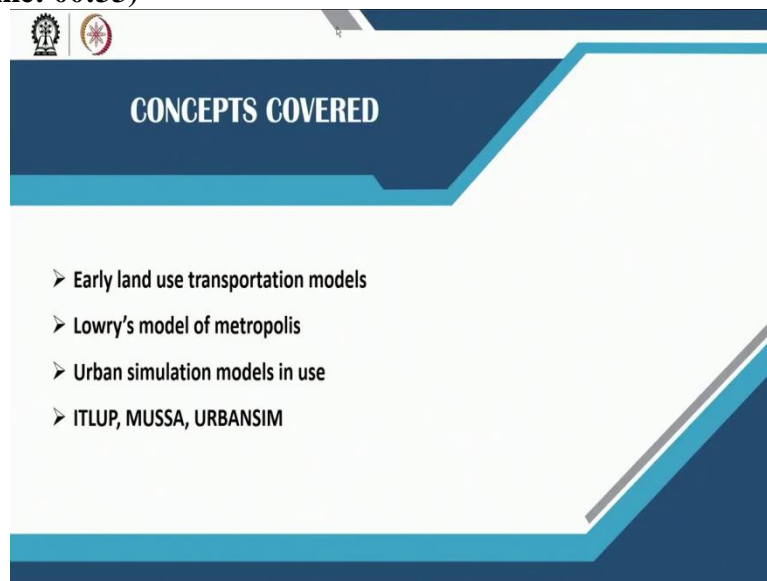 CONCEPTS COVERED
➢ Early land use transportation models
➢ Lowry's model of metropolis
➢ Urban simulation models in use
➢ ITLUP, MUSSA, URBANSIM